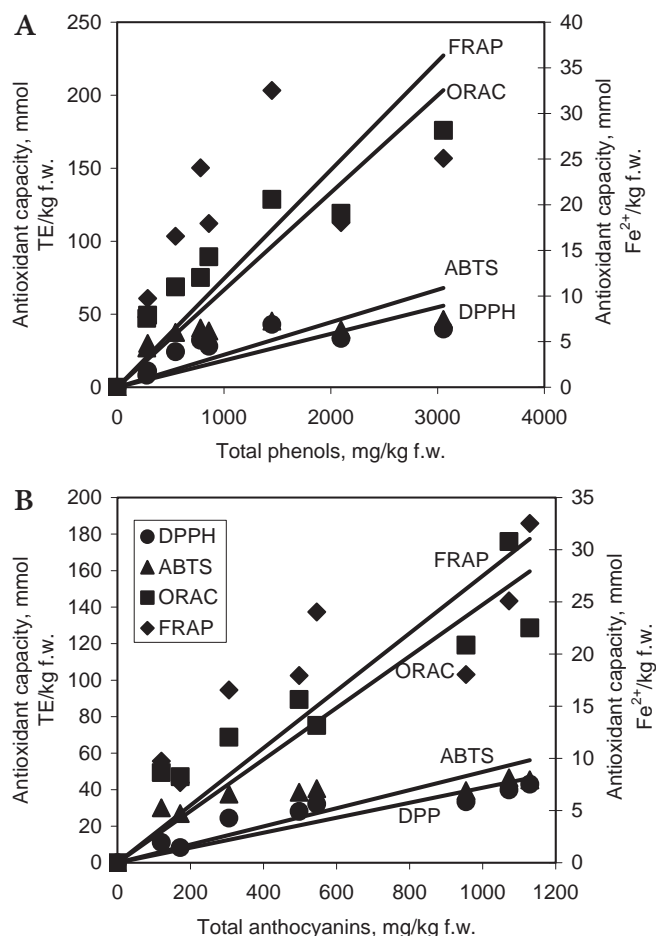 A
Antioxidant capacity, mmol
TE/kg f.w.
250
200
150
100
50
0
FRAP
ORAC
ABTS
DPPH
40
35
30
25
20
15
10
5
0
Antioxidant capacity, mmol
Fe²⁺/kg f.w.
0 1000 2000 3000 4000
Total phenols, mg/kg f.w.
B
Antioxidant capacity, mmol
TE/kg f.w.
200
180
160
140
120
100
80
60
40
20
0
DPPH
ABTS
ORAC
FRAP
FRAP
ORAC
ABTS
DPP
35
30
25
20
15
10
5
0
Antioxidant capacity, mmol
Fe²⁺/kg f.w.
0 200 400 600 800 1000 1200
Total anthocyanins, mg/kg f.w.